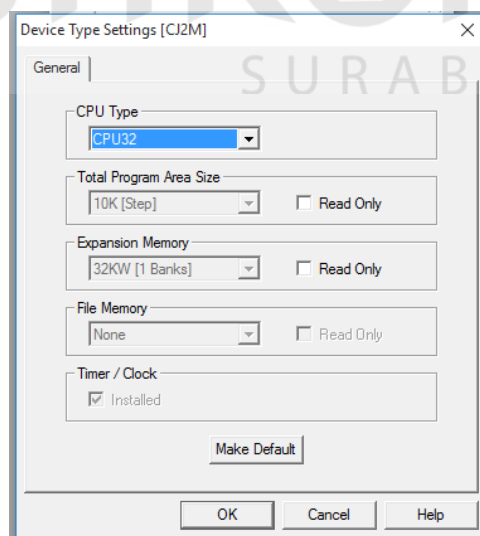 Device Type Settings [CJ2M]
General
SURAB
CPU Type
CPU32
Total Program Area Size
10K [Step]
Read Only
Expansion Memory
32KW [1 Banks]
Read Only
File Memory
None
Read Only
Timer / Clock
Installed
Make Default
OK
Cancel
Help